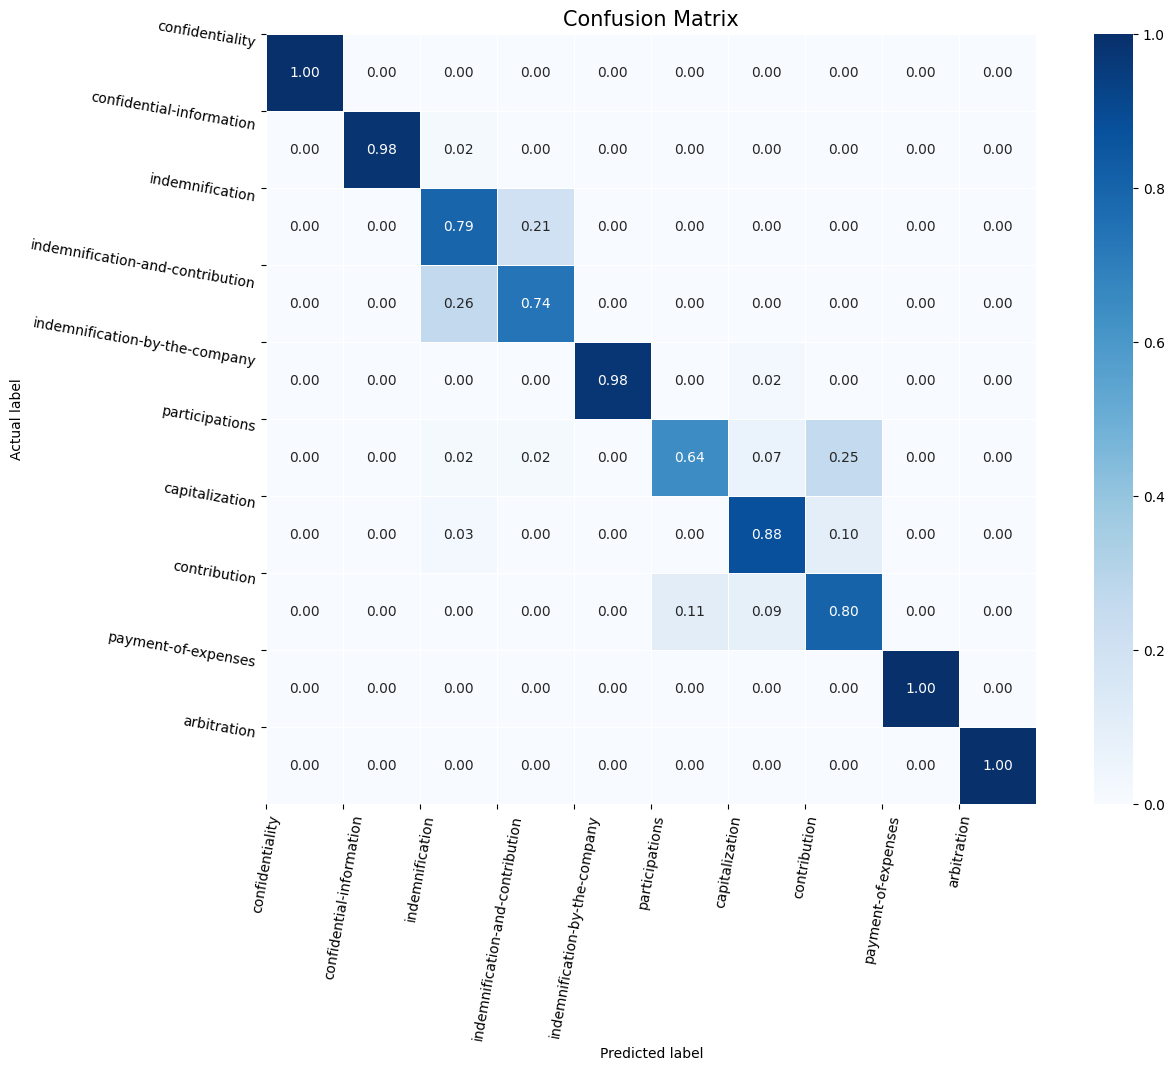 Confusion Matrix
Actual label
confidentiality
1.00 0.00 0.00 0.00 0.00 0.00 0.00 0.00 0.00 0.00
confidential-information
0.00 0.98 0.02 0.00 0.00 0.00 0.00 0.00 0.00 0.00
indemnification
0.00 0.00 0.79 0.21 0.00 0.00 0.00 0.00 0.00 0.00
indemnification-and-contribution
0.00 0.00 0.26 0.74 0.00 0.00 0.00 0.00 0.00 0.00
indemnification-by-the-company
0.00 0.00 0.00 0.00 0.98 0.00 0.02 0.00 0.00 0.00
participations
0.00 0.00 0.02 0.02 0.00 0.64 0.07 0.25 0.00 0.00
capitalization
0.00 0.00 0.03 0.00 0.00 0.00 0.88 0.10 0.00 0.00
contribution
0.00 0.00 0.00 0.00 0.00 0.11 0.09 0.80 0.00 0.00
payment-of-expenses
0.00 0.00 0.00 0.00 0.00 0.00 0.00 0.00 1.00 0.00
arbitration
0.00 0.00 0.00 0.00 0.00 0.00 0.00 0.00 0.00 1.00
confidentiality
confidential-information
indemnification
indemnification-and-contribution
indemnification-by-the-company
participations
capitalization
contribution
payment-of-expenses
arbitration
Predicted label
1.0
0.8
0.6
0.4
0.2
0.0